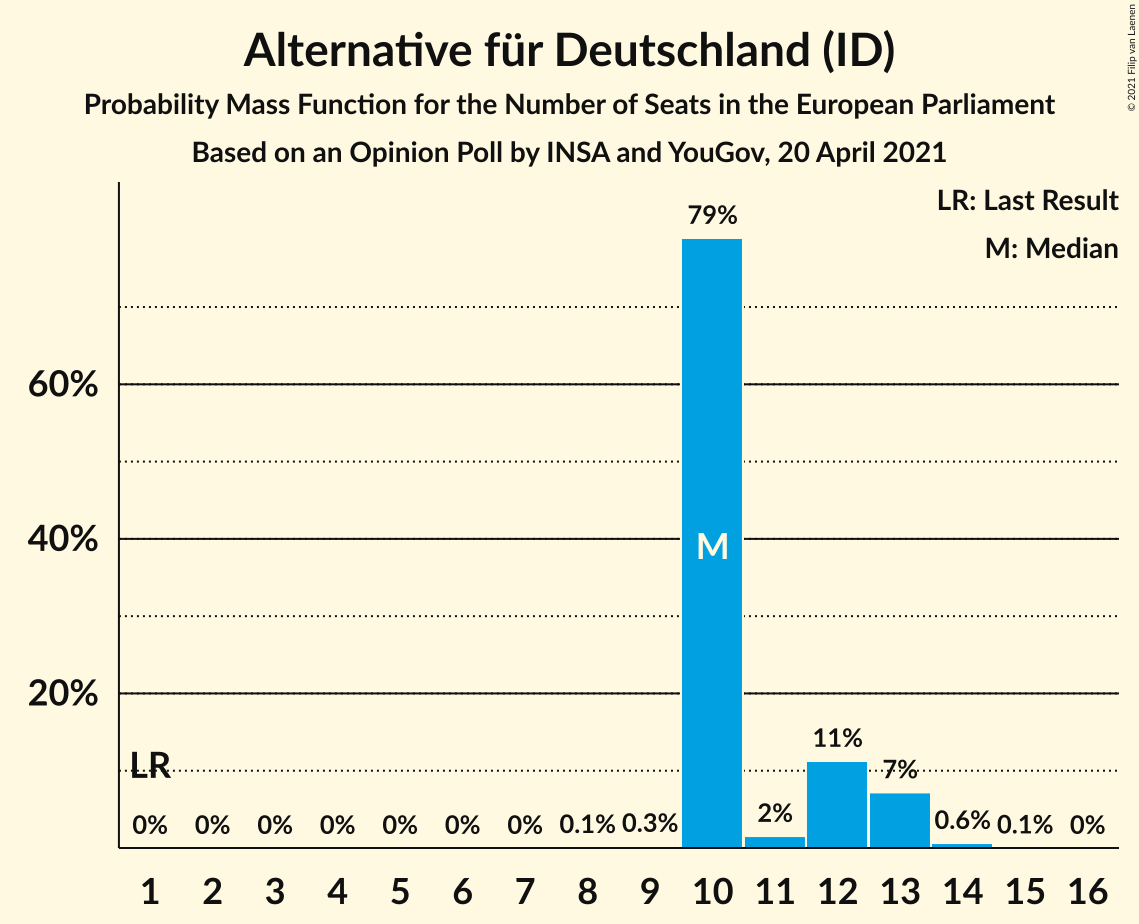 Alternative für Deutschland (ID)
Probability Mass Function for the Number of Seats in the European Parliament
Based on an Opinion Poll by INSA and YouGov, 20 April 2021
© 2021 Filip van Laenen
LR: Last Result
M: Median
79%
60%
40%
M
20%
11%
LR
7%
0% 0% 0% 0% 0% 0% 0% 0.1% 0.3% 2% 0.6% 0.1% 0%
1 2 3 4 5 6 7 8 9 10 11 12 13 14 15 16